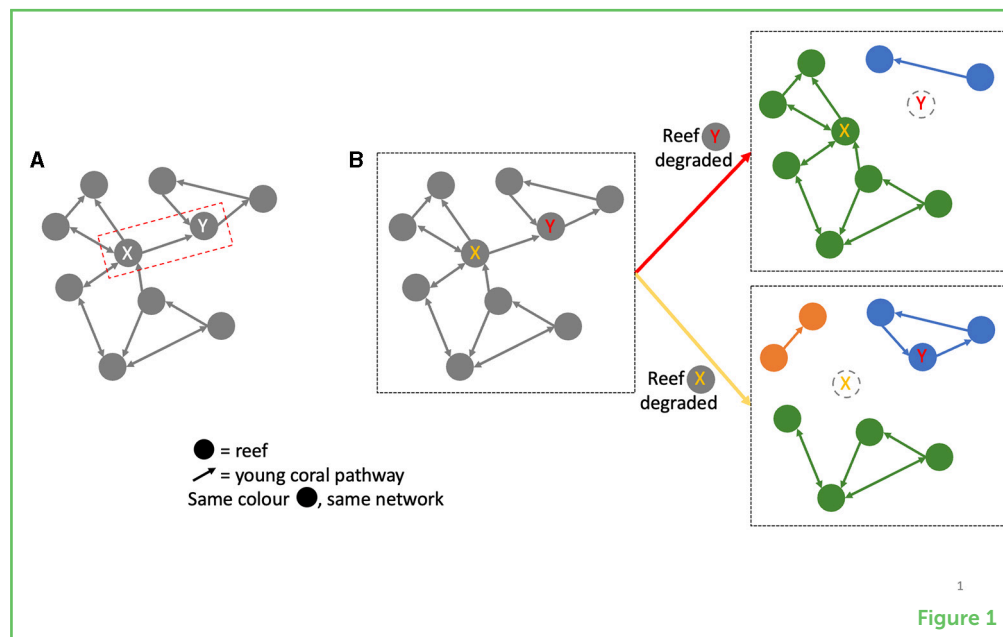 A
X
Y
B
X
Y
Reef Y
degraded
X
Y
Reef X
degraded
Y
X
= reef
= young coral pathway
Same colour , same network
1
Figure 1